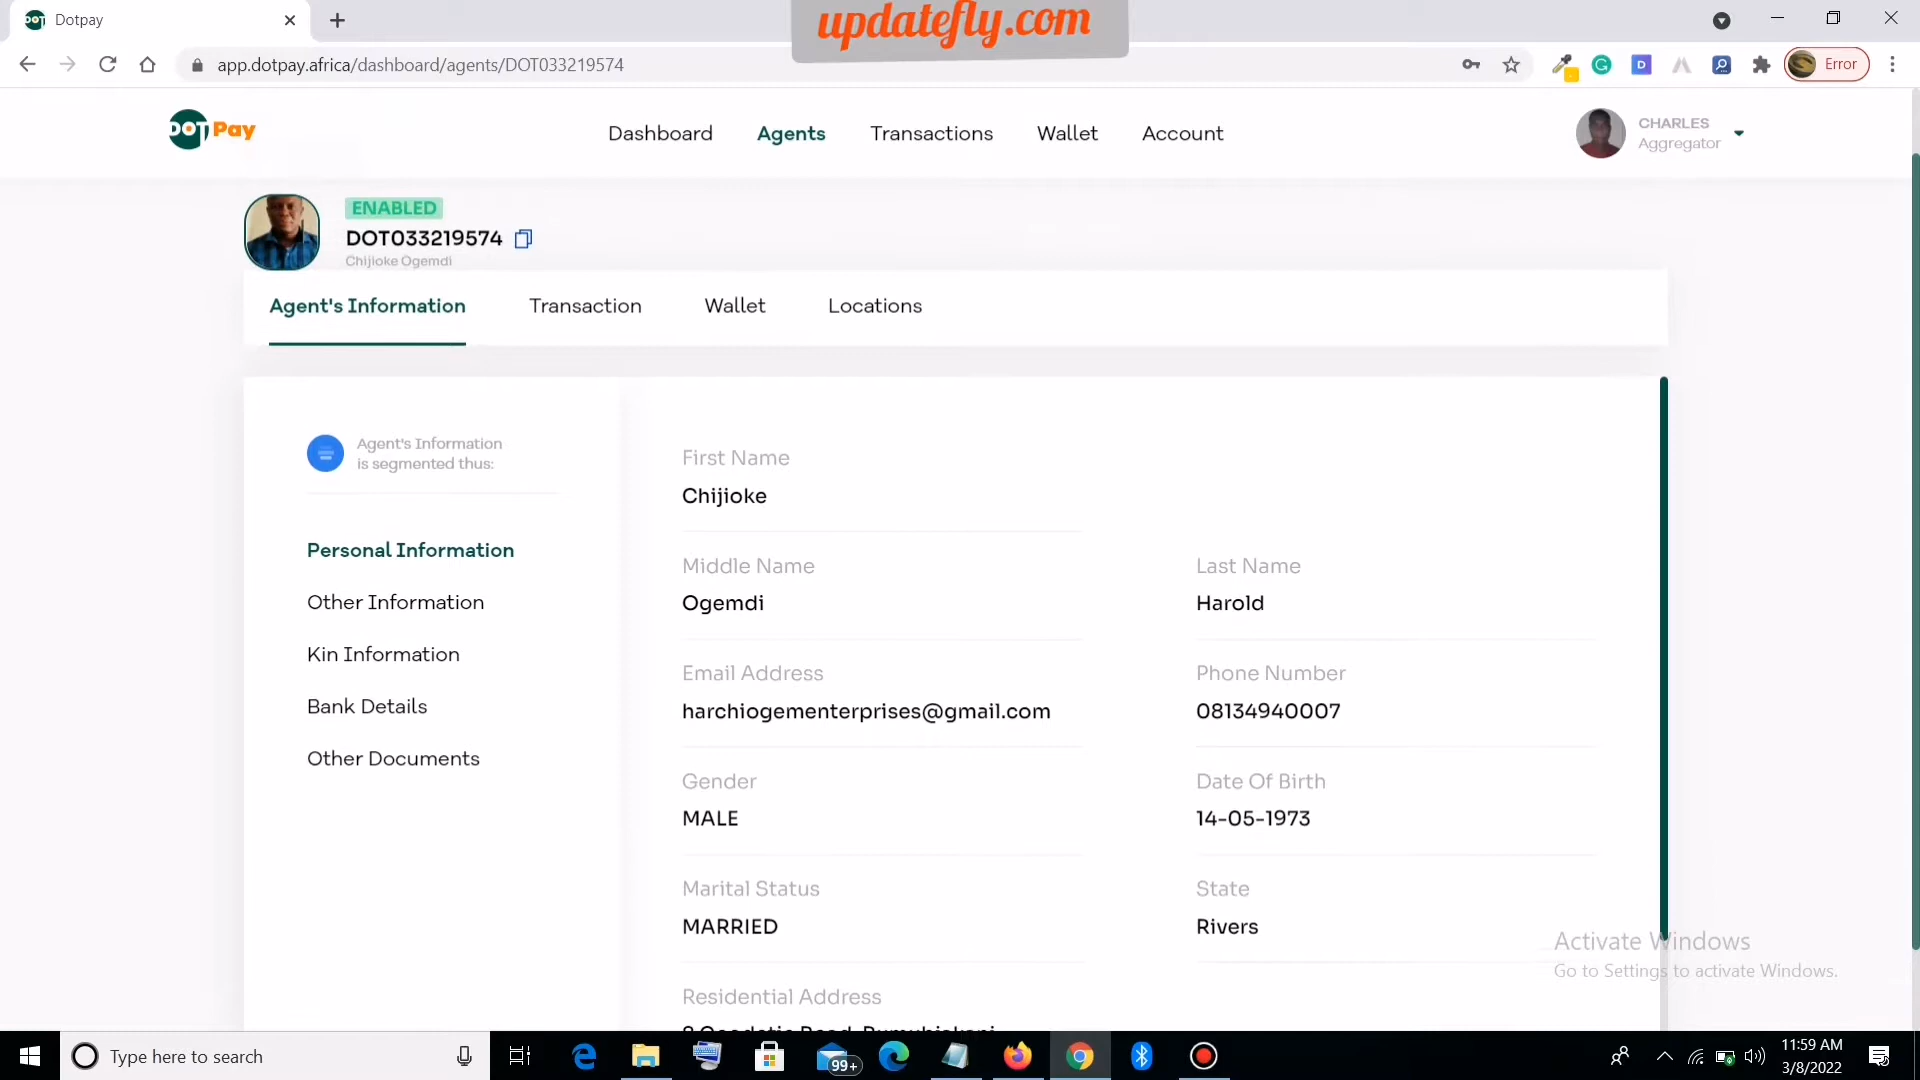 Dotpay
updatefly.com
app.dotpay.africa/dashboard/agents/DOT033219574
Error
DOT Pay
Dashboard
Agents
Transactions
Wallet
Account
CHARLES
Aggregator
ENABLED
DOT033219574
Chijioke Ogemdi
Agent's Information
Transaction
Wallet
Locations
Agent's Information
is segmented thus:
Personal Information
Other Information
Kin Information
Bank Details
Other Documents
First Name
Chijioke
Middle Name
Ogemdi
Last Name
Harold
Email Address
harchiogementerprises@gmail.com
Phone Number
08134940007
Gender
MALE
Date Of Birth
14-05-1973
Marital Status
MARRIED
State
Rivers
Residential Address
Activate Windows
Go to Settings to activate Windows.
Type here to search
99+
11:59 AM
3/8/2022